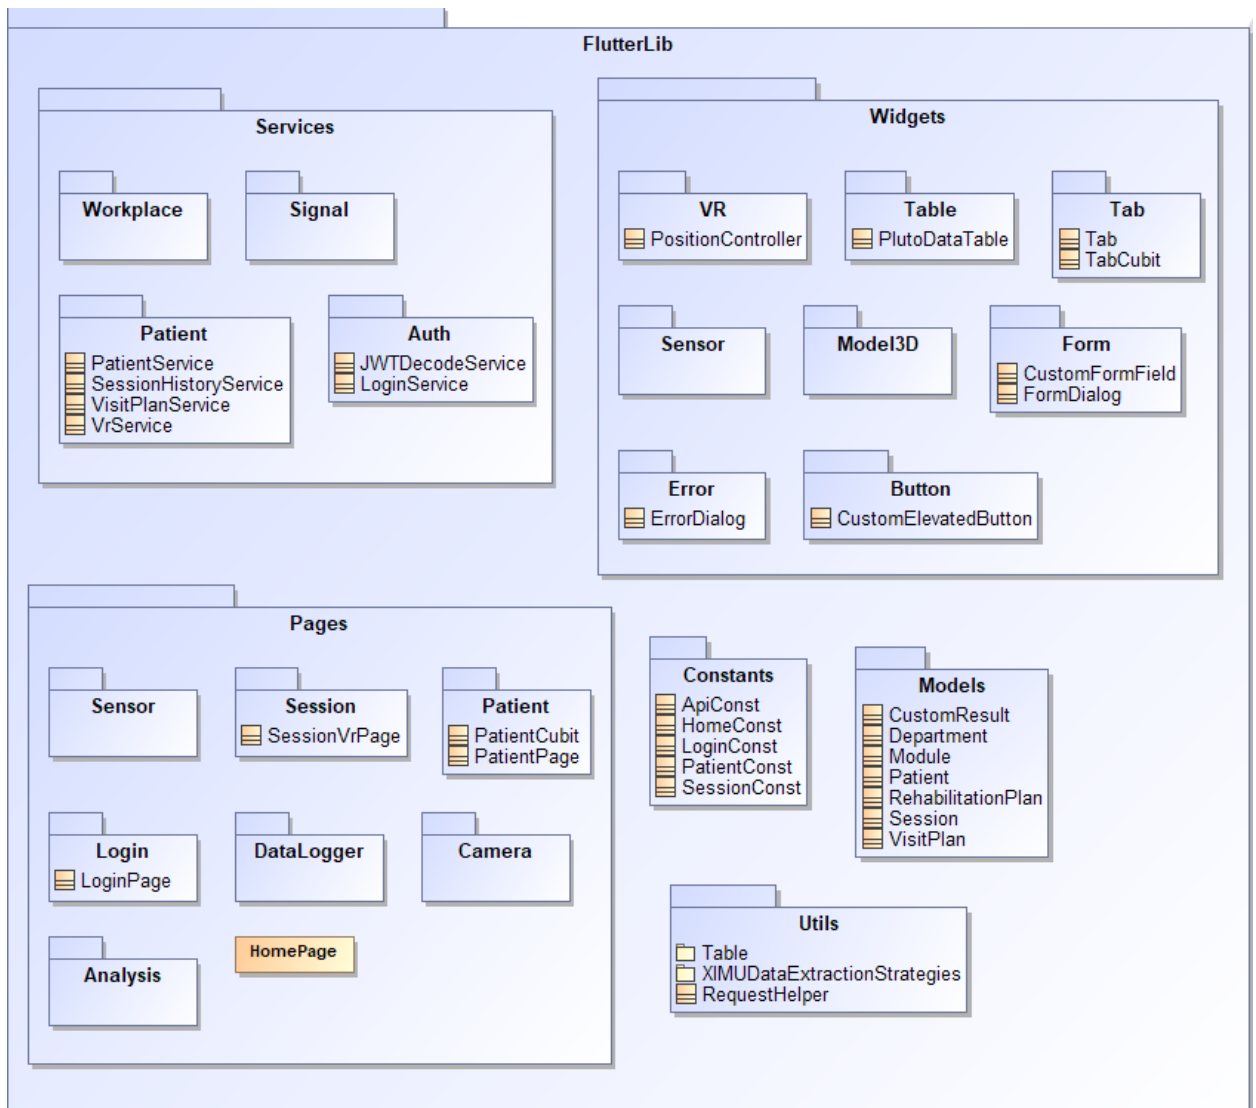 FlutterLib
Services
Workplace
Signal
Patient
PatientService
SessionHistoryService
VisitPlanService
VrService
Auth
JWTDecodeService
LoginService
Widgets
VR
PositionController
Table
PlutoDataTable
Tab
Tab
TabCubit
Sensor
Model3D
Form
CustomFormField
FormDialog
Error
ErrorDialog
Button
CustomElevatedButton
Pages
Sensor
Session
SessionVrPage
Patient
PatientCubit
PatientPage
Login
LoginPage
DataLogger
Camera
Analysis
HomePage
Constants
ApiConst
HomeConst
LoginConst
PatientConst
SessionConst
Models
CustomResult
Department
Module
Patient
RehabilitationPlan
Session
VisitPlan
Utils
Table
XIMUDataExtractionStrategies
RequestHelper